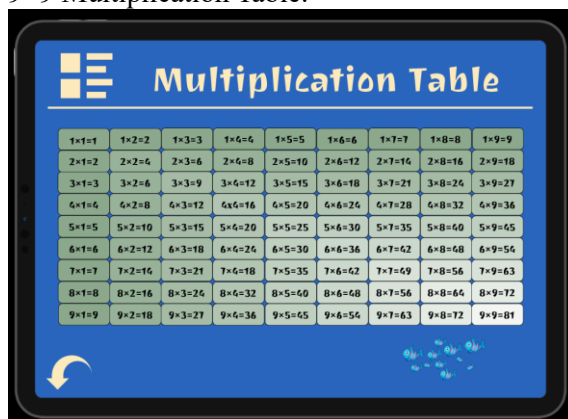 9*9 Multiplication Table:
Multiplication Table
1×1=1 1×2=2 1×3=3 1×4=4 1×5=5 1×6=6 1×7=7 1×8=8 1×9=9
2×1=2 2×2=4 2×3=6 2×4=8 2×5=10 2×6=12 2×7=14 2×8=16 2×9=18
3×1=3 3×2=6 3×3=9 3×4=12 3×5=15 3×6=18 3×7=21 3×8=24 3×9=27
4×1=4 4×2=8 4×3=12 4x4=16 4×5=20 4×6=24 4×7=28 4×8=32 4×9=36
5×1=5 5×2=10 5×3=15 5×4=20 5×5=25 5×6=30 5×7=35 5×8=40 5×9=45
6×1=6 6×2=12 6×3=18 6×4=24 6×5=30 6×6=36 6×7=42 6×8=48 6×9=54
7×1=7 7×2=14 7×3=21 7×4=18 7×5=35 7×6=42 7×7=49 7×8=56 7×9=63
8×1=8 8×2=16 8×3=24 8×4=32 8×5=40 8×6=48 8×7=56 8×8=64 8×9=72
9×1=9 9×2=18 9×3=27 9×4=36 9×5=45 9×6=54 9×7=63 9×8=72 9×9=81